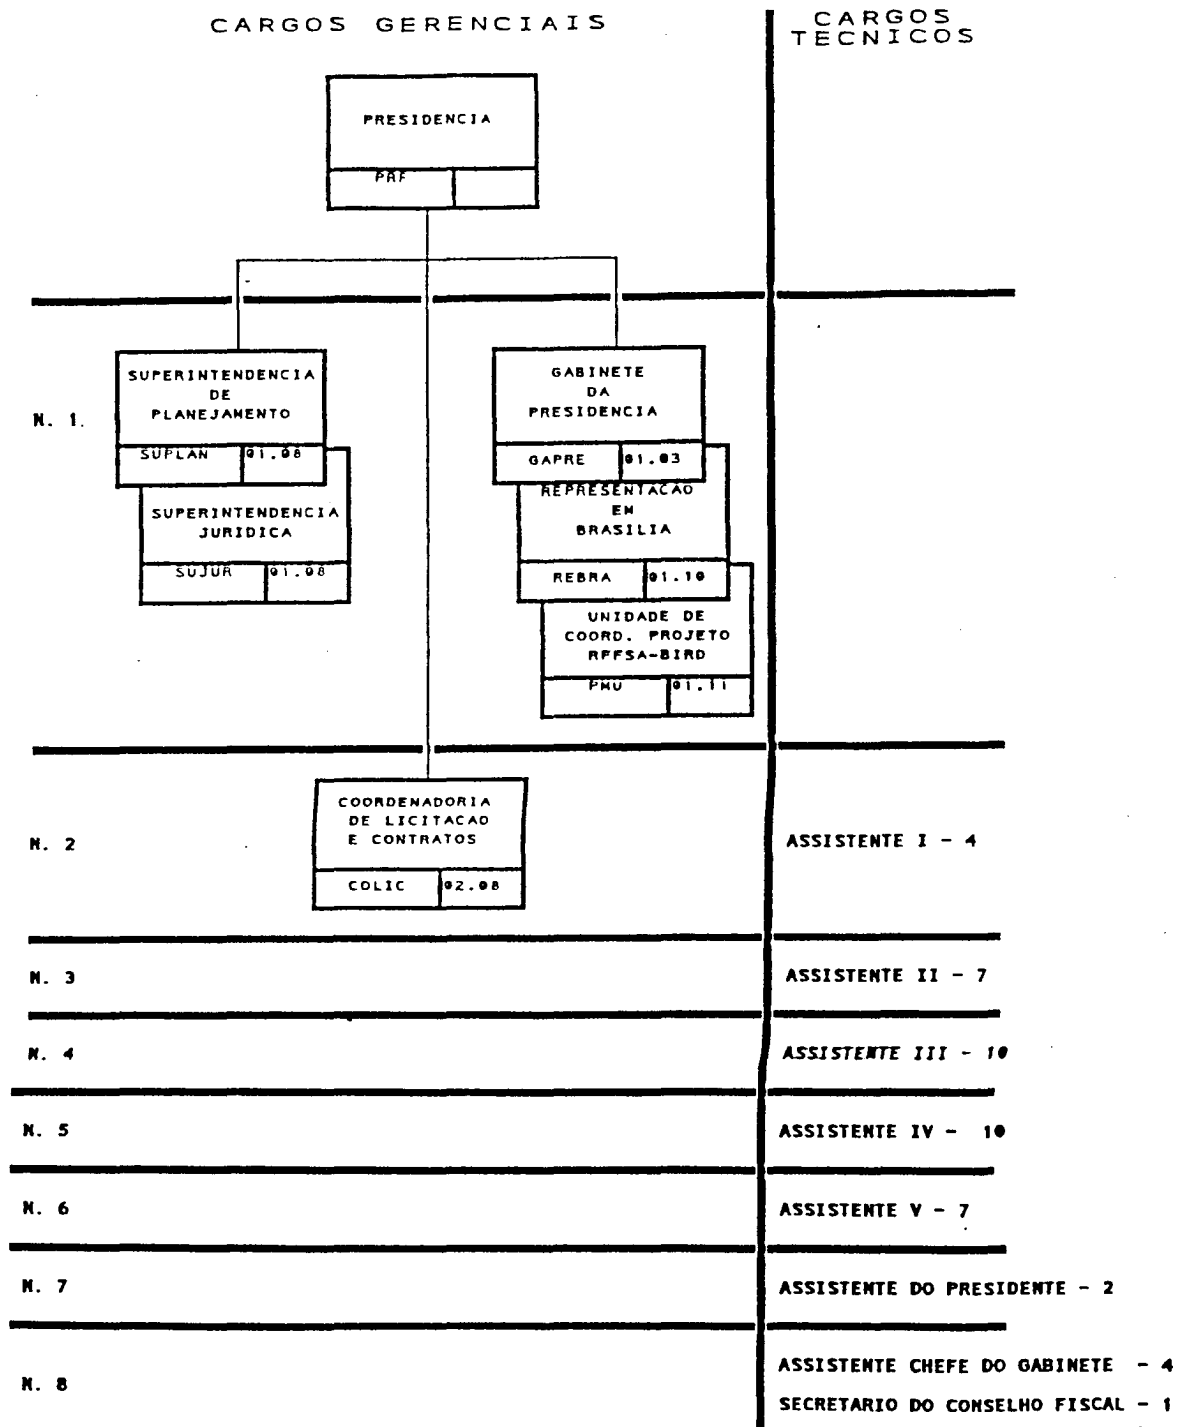 CARGOS GERENCIAIS
CARGOS
TECNICOS
PRESIDENCIA
PRF
N. 1.
SUPERINTENDENCIA
DE
PLANEJAMENTO
SUPLAN 01.08
SUPERINTENDENCIA
JURIDICA
SUJUR 01.08
GABINETE
DA
PRESIDENCIA
GAPRE 01.03
REPRESENTACAO
EM
BRASILIA
REBRA 01.10
UNIDADE DE
COORD. PROJETO
RFFSA-BIRD
PMU 01.11
N. 2
COORDENADORIA
DE LICITACAO
E CONTRATOS
COLIC 02.08
ASSISTENTE I - 4
N. 3
ASSISTENTE II - 7
N. 4
ASSISTENTE III - 10
N. 5
ASSISTENTE IV - 10
N. 6
ASSISTENTE V - 7
N. 7
ASSISTENTE DO PRESIDENTE - 2
N. 8
ASSISTENTE CHEFE DO GABINETE - 4
SECRETARIO DO CONSELHO FISCAL - 1